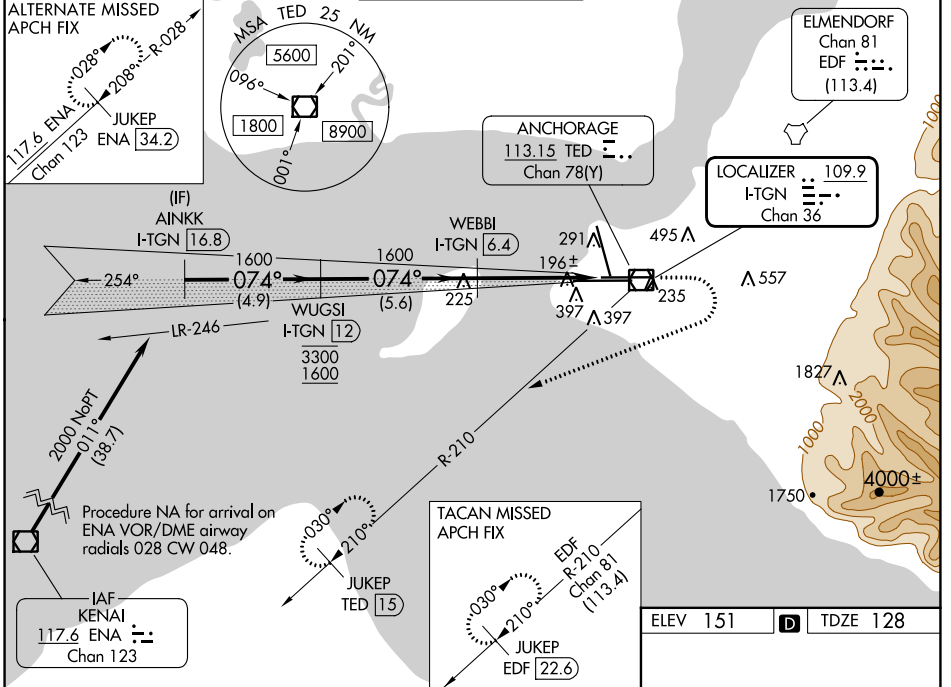 ALTERNATE MISSED
APCH FIX
028°
208°
R-028
117.6 ENA
Chan 123
JUKEP
ENA 34.2
MSA TED 25 NM
5600
096°
201°
1800
8900
001°
ELMENDORF
Chan 81
EDF
(113.4)
ANCHORAGE
113.15 TED
Chan 78(Y)
LOCALIZER 109.9
I-TGN
Chan 36
(IF)
AINKK
I-TGN 16.8
WEBBI
I-TGN 6.4
291
495
1600
1600
196±
254°
074°
074°
(4.9)
(5.6)
225
235
557
397
397
WUGSI
I-TGN 12
3300
1600
LR-246
2000 NoPT
011°
(38.7)
R-210
1827
1000
1000
2000
4000±
1750
Procedure NA for arrival on
ENA VOR/DME airway
radials 028 CW 048.
030°
210°
JUKEP
TED 15
TACAN MISSED
APCH FIX
EDF
R-210
Chan 81
(113.4)
030°
210°
JUKEP
EDF 22.6
IAF
KENAI
117.6 ENA
Chan 123
ELEV 151
D
TDZE 128